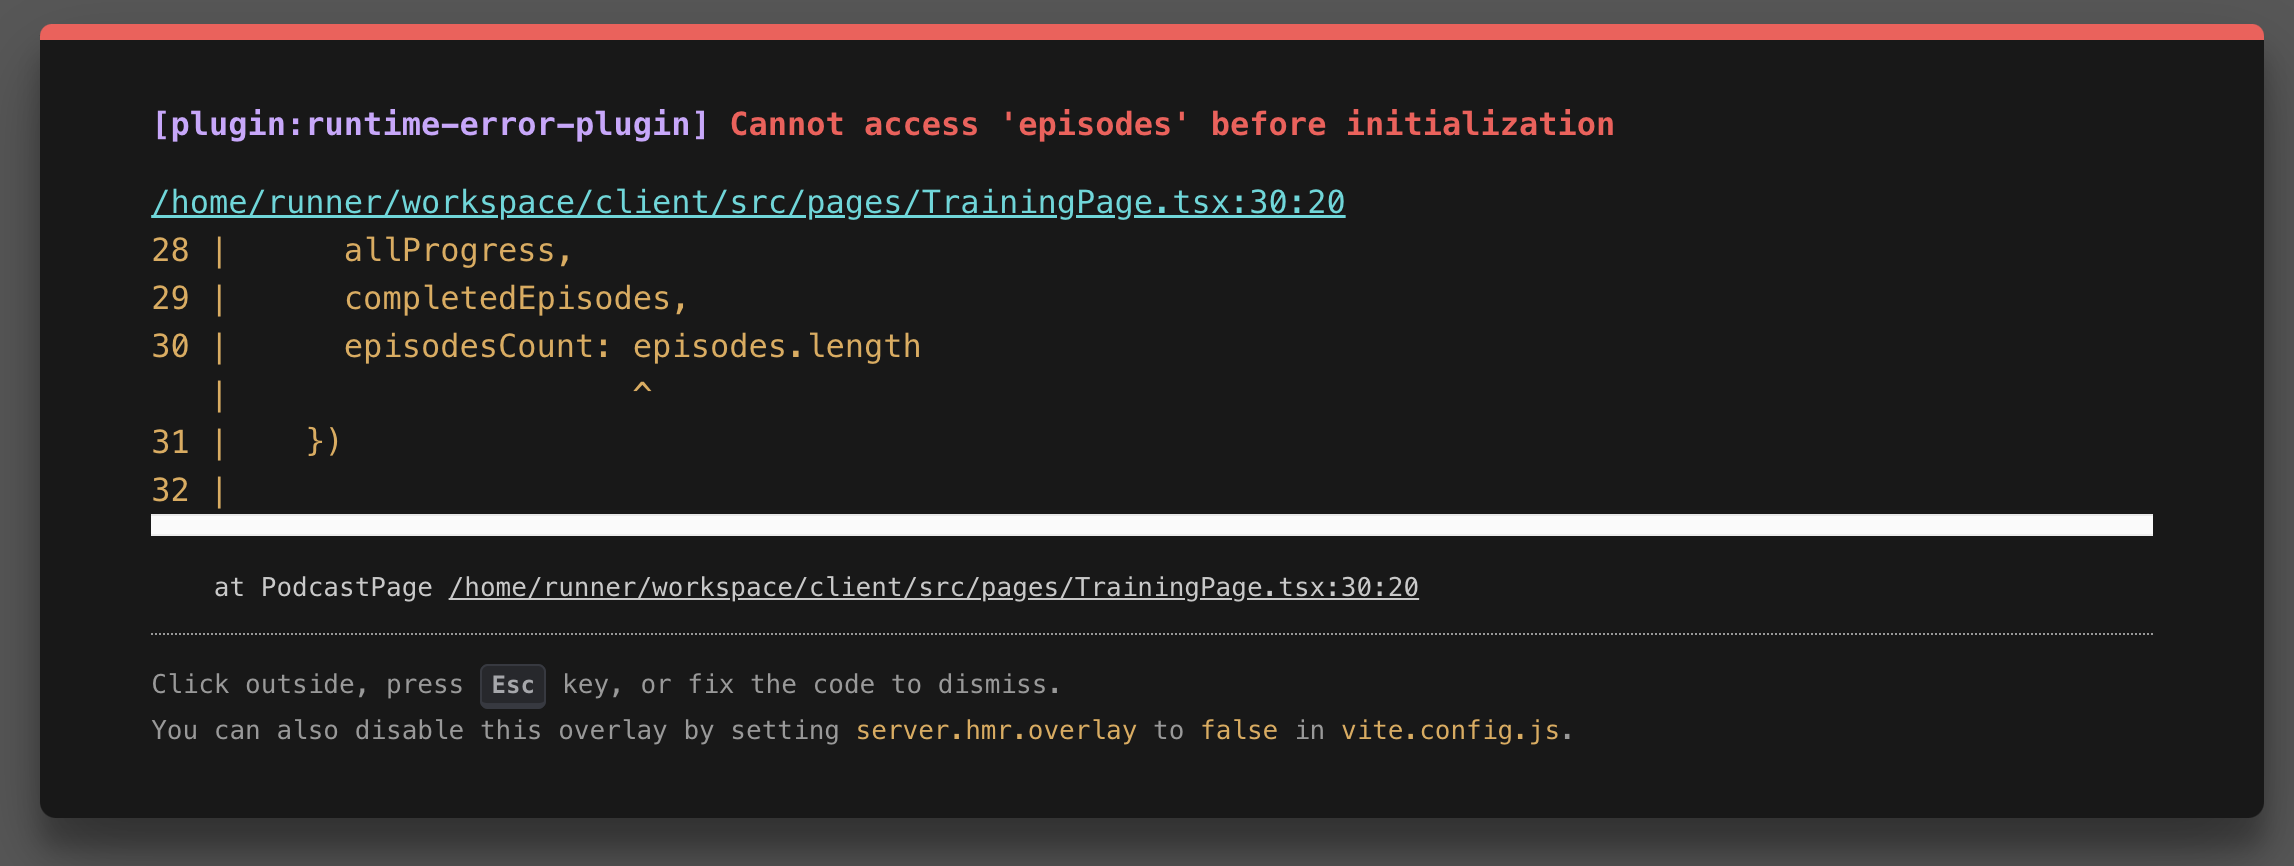 [plugin:runtime-error-plugin] Cannot access 'episodes' before initialization
/home/runner/workspace/client/src/pages/TrainingPage.tsx:30:20
28 |      allProgress,
29 |      completedEpisodes,
30 |      episodesCount: episodes.length
   |                     ^
31 |    })
32 |
at PodcastPage /home/runner/workspace/client/src/pages/TrainingPage.tsx:30:20
Click outside, press Esc key, or fix the code to dismiss.
You can also disable this overlay by setting server.hmr.overlay to false in vite.config.js.